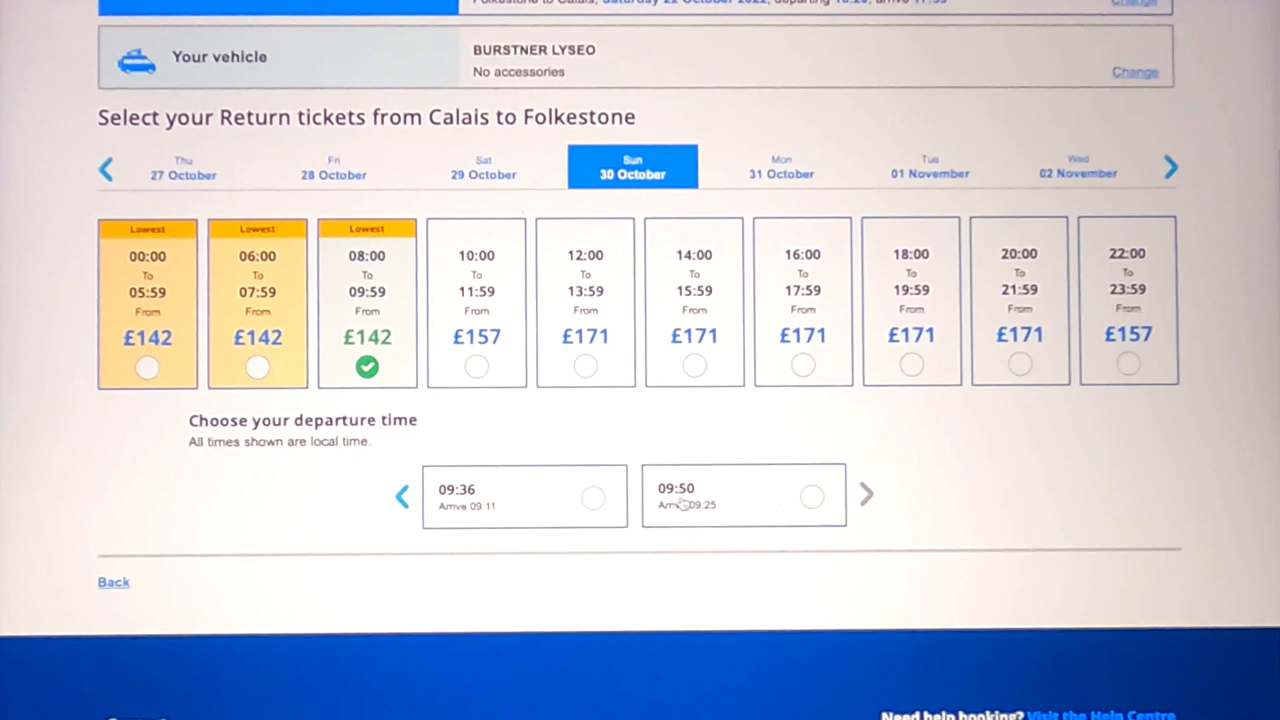 Your vehicle
BURSTNER LYSEO
No accessories
Change
Select your Return tickets from Calais to Folkestone
Thu
27 October
Fri
28 October
Sat
29 October
Sun
30 October
Mon
31 October
Tue
01 November
Wed
02 November
Lowest
00:00
To
05:59
From
£142
Lowest
06:00
To
07:59
From
£142
Lowest
08:00
To
09:59
From
£142
10:00
To
11:59
From
£157
12:00
To
13:59
From
£171
14:00
To
15:59
From
£171
16:00
To
17:59
From
£171
18:00
To
19:59
From
£171
20:00
To
21:59
From
£171
22:00
To
23:59
From
£157
Choose your departure time
All times shown are local time.
09:36
Arrive 09:11
09:50
09:25
Back
Need help booking? Visit the Help Centre